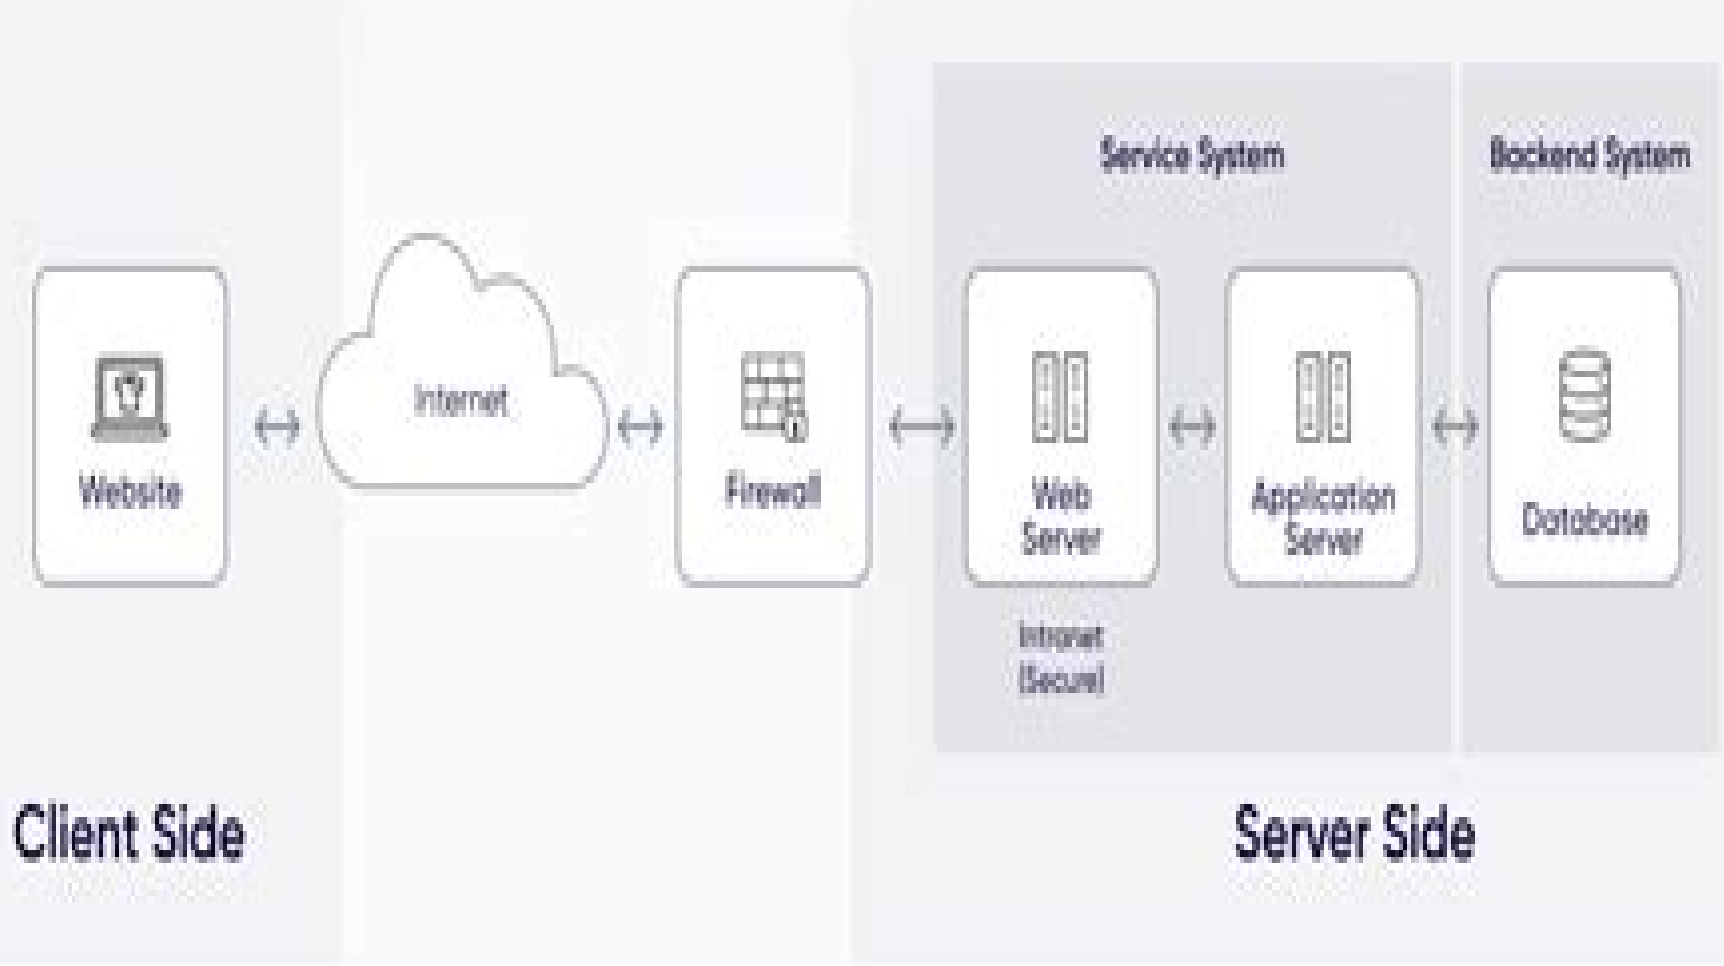 Service System
Backend System
Internet
Website
Firewall
Web
Server
Application
Server
Database
Intranet
(Secure)
Client Side
Server Side